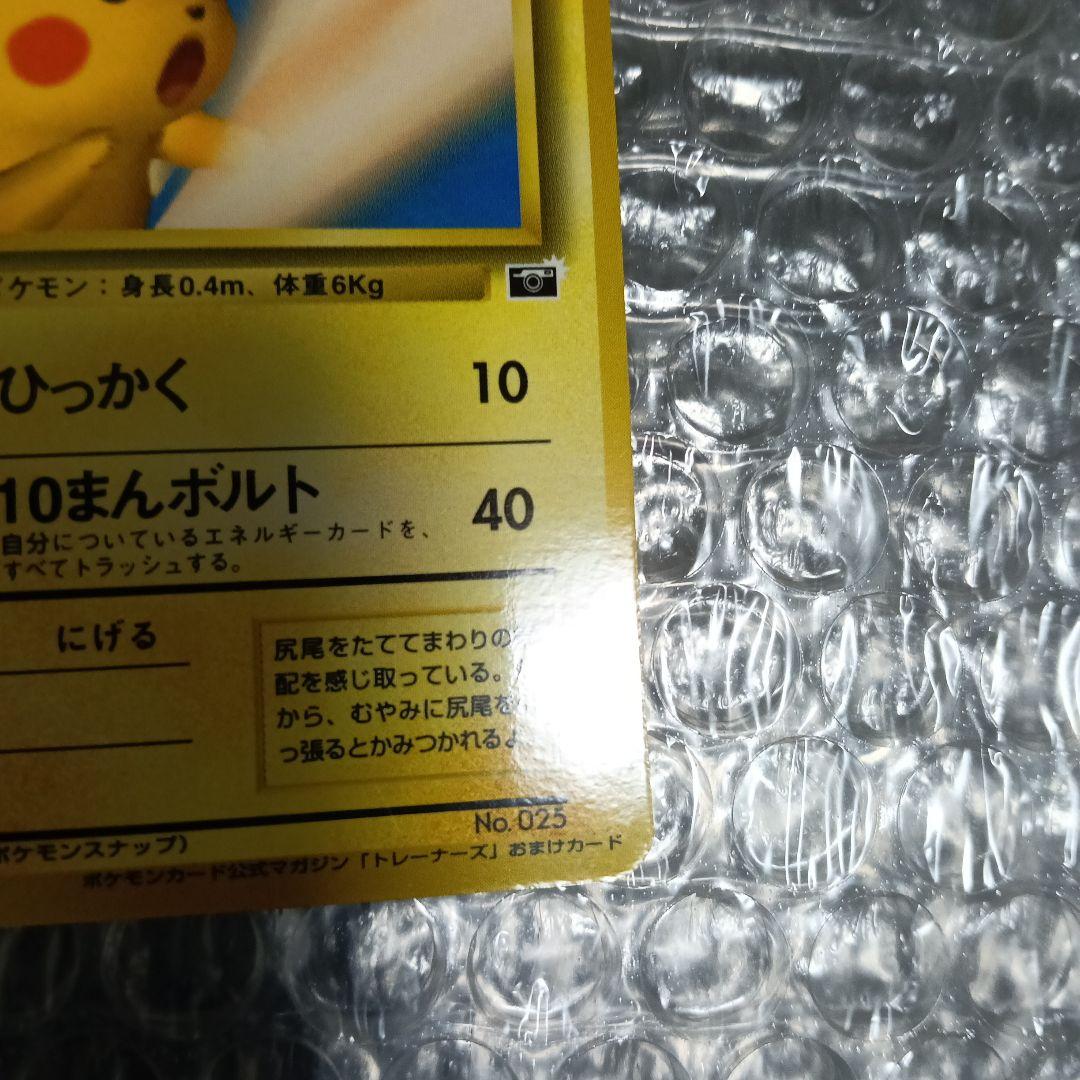 ポケモン：身長0.4m、体重6Kg
ひっかく 10
10まんボルト 40
自分についているエネルギーカードを、
すべてトラッシュする。
にげる
尻尾をたててまわりの
配を感じ取っている。
から、むやみに尻尾を
っ張るとかみつかれるよ
No. 025
ポケモンスナップ)
ポケモンカード公式マガジン「トレーナーズ」おまけカード